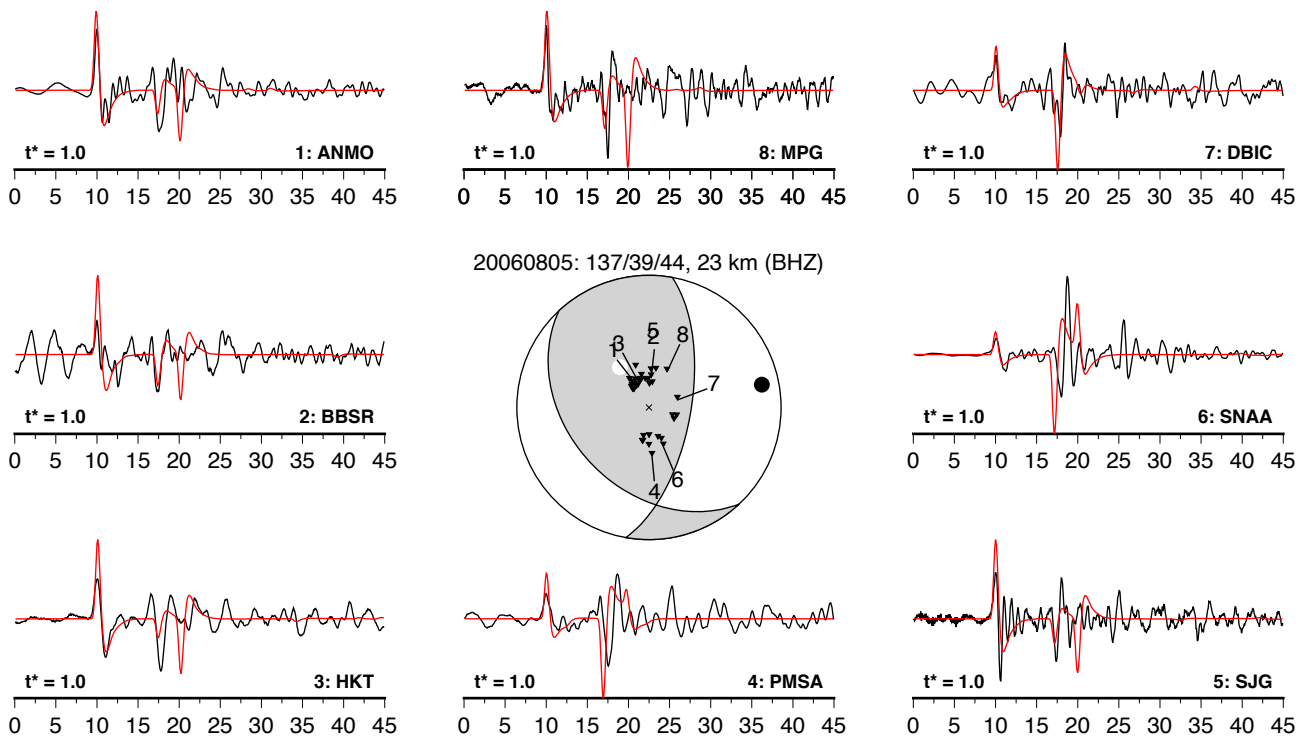 t* = 1.0 1: ANMO
0 5 10 15 20 25 30 35 40 45
t* = 1.0 8: MPG
0 5 10 15 20 25 30 35 40 45
t* = 1.0 7: DBIC
0 5 10 15 20 25 30 35 40 45
t* = 1.0 2: BBSR
0 5 10 15 20 25 30 35 40 45
20060805: 137/39/44, 23 km (BHZ)
1
3
5
2
8
7
6
4
t* = 1.0 6: SNAA
0 5 10 15 20 25 30 35 40 45
t* = 1.0 3: HKT
0 5 10 15 20 25 30 35 40 45
t* = 1.0 4: PMSA
0 5 10 15 20 25 30 35 40 45
t* = 1.0 5: SJG
0 5 10 15 20 25 30 35 40 45